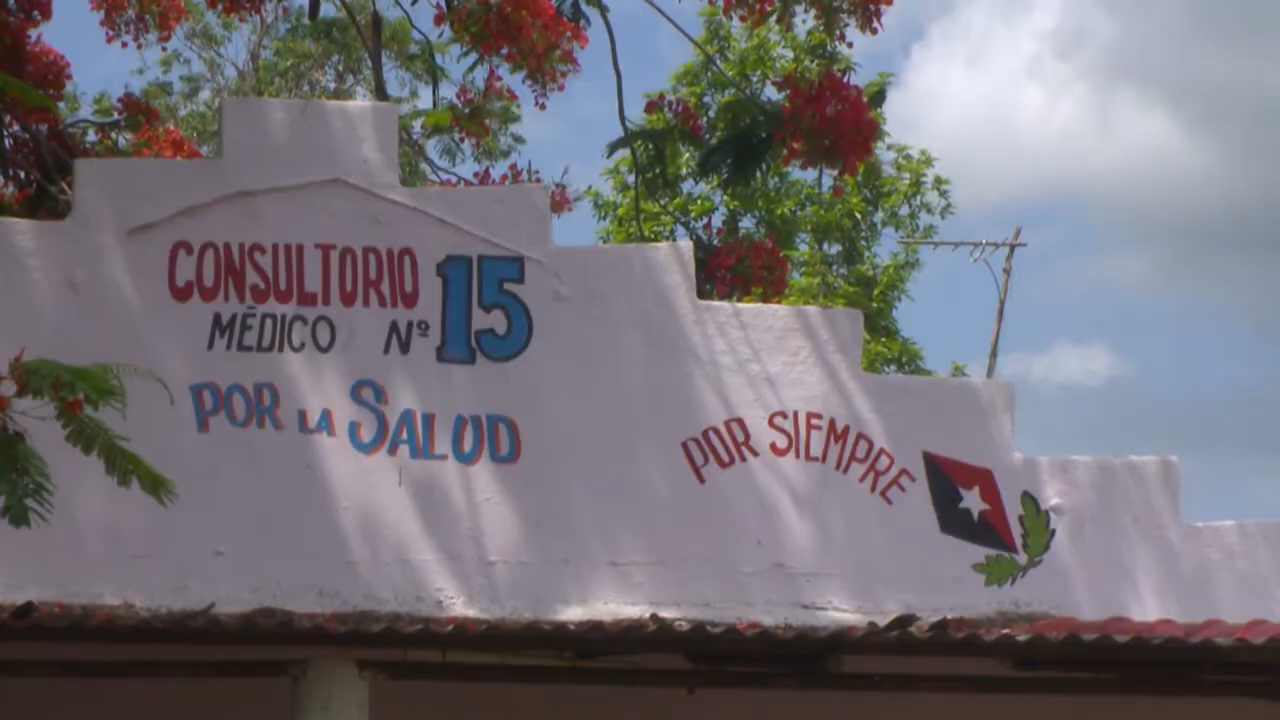 CONSULTORIO
MÉDICO Nº 15
POR LA SALUD
POR SIEMPRE